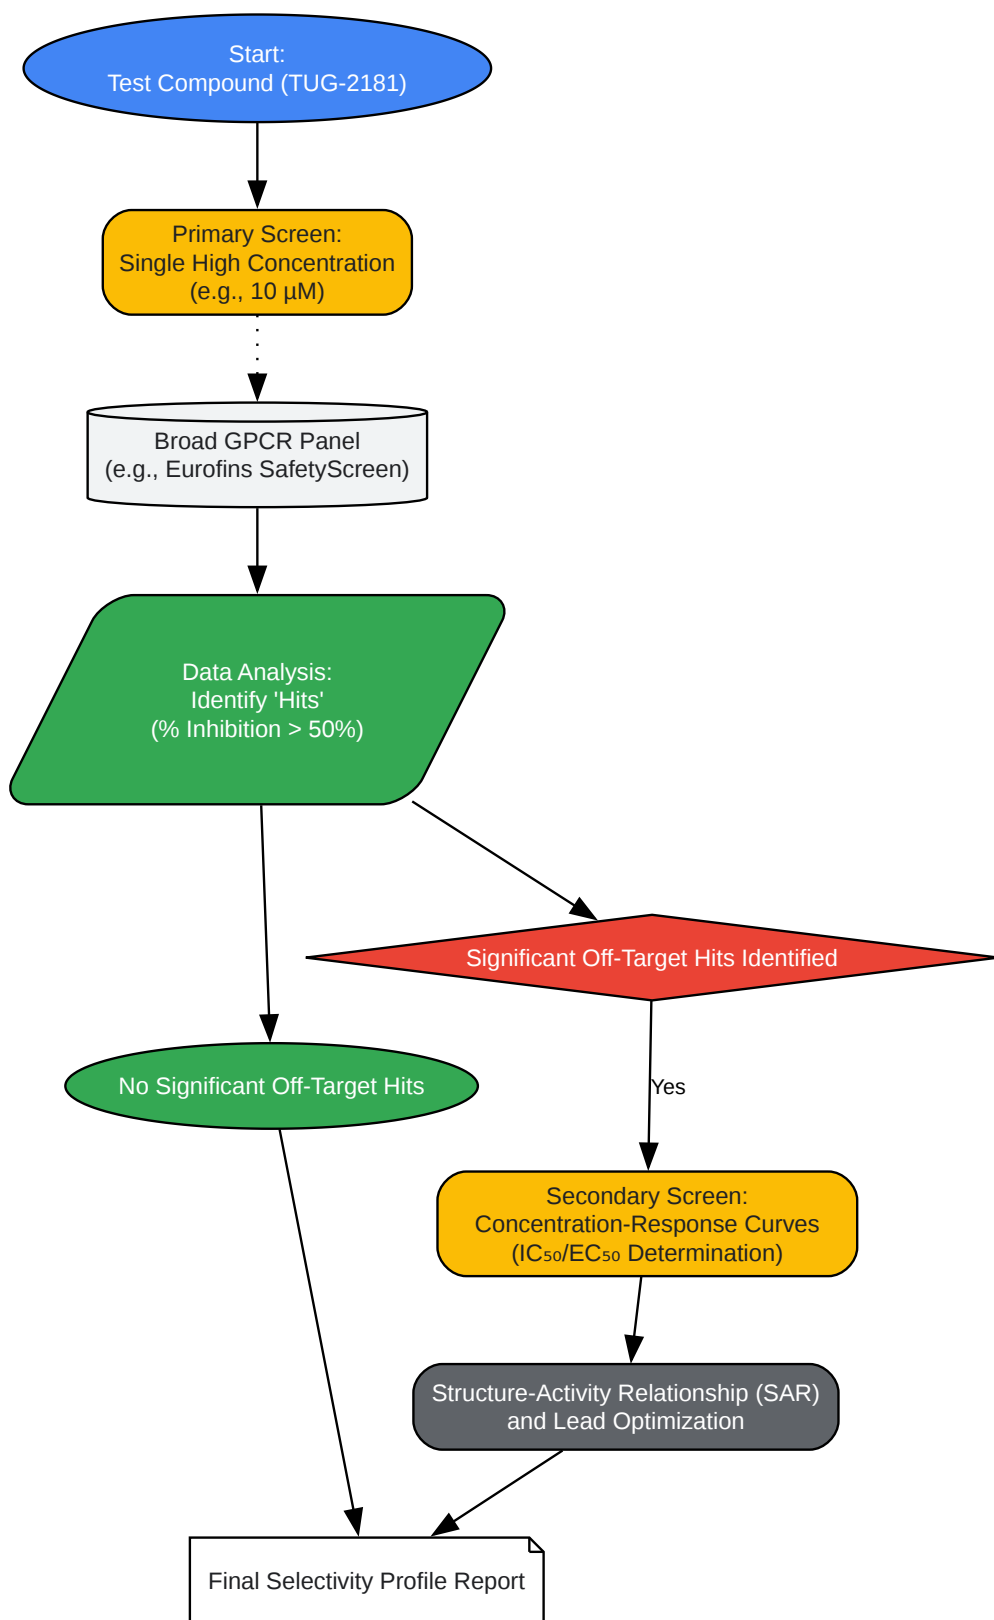 Start:
Test Compound (TUG-2181)
Primary Screen:
Single High Concentration
(e.g., 10 µM)
Broad GPCR Panel
(e.g., Eurofins SafetyScreen)
Data Analysis:
Identify 'Hits'
(% Inhibition > 50%)
Significant Off-Target Hits Identified
No Significant Off-Target Hits
Yes
Secondary Screen:
Concentration-Response Curves
(IC₅₀/EC₅₀ Determination)
Structure-Activity Relationship (SAR)
and Lead Optimization
Final Selectivity Profile Report